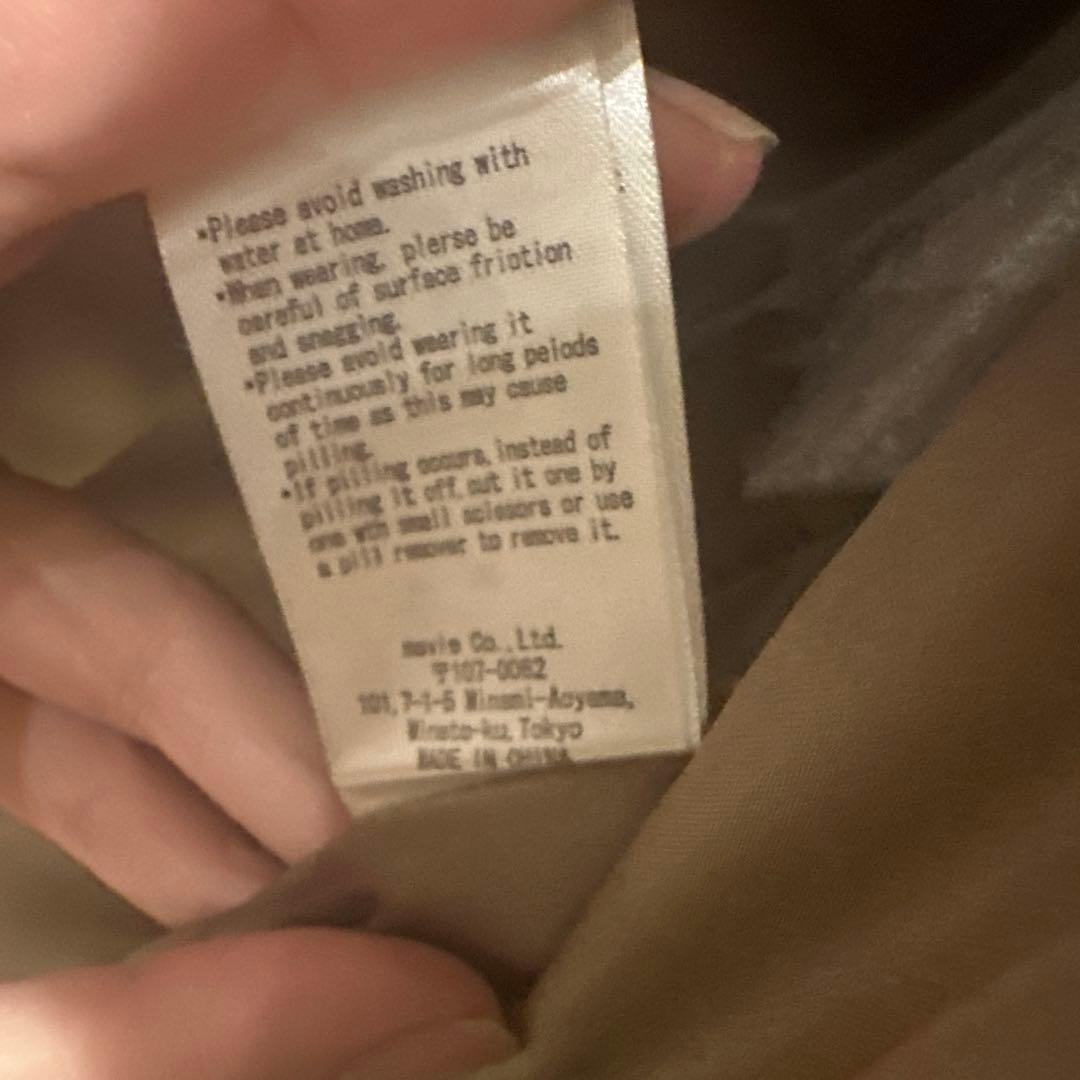 •Please avoid washing with
water at home.
•When wearing, plerse be
careful of surface friction
and snagging.
•Please avoid wearing it
continuously for long peiods
of time as this may cause
pilling.
•If pilling occurs, instead of
pilling it off, cut it one by
one with small scissors or use
a pill remover to remove it.
Co., Ltd.
〒107-0062
101, 7-1-5 Minami-Aoyama,
Minato-ku, Tokyo
MADE IN CHINA